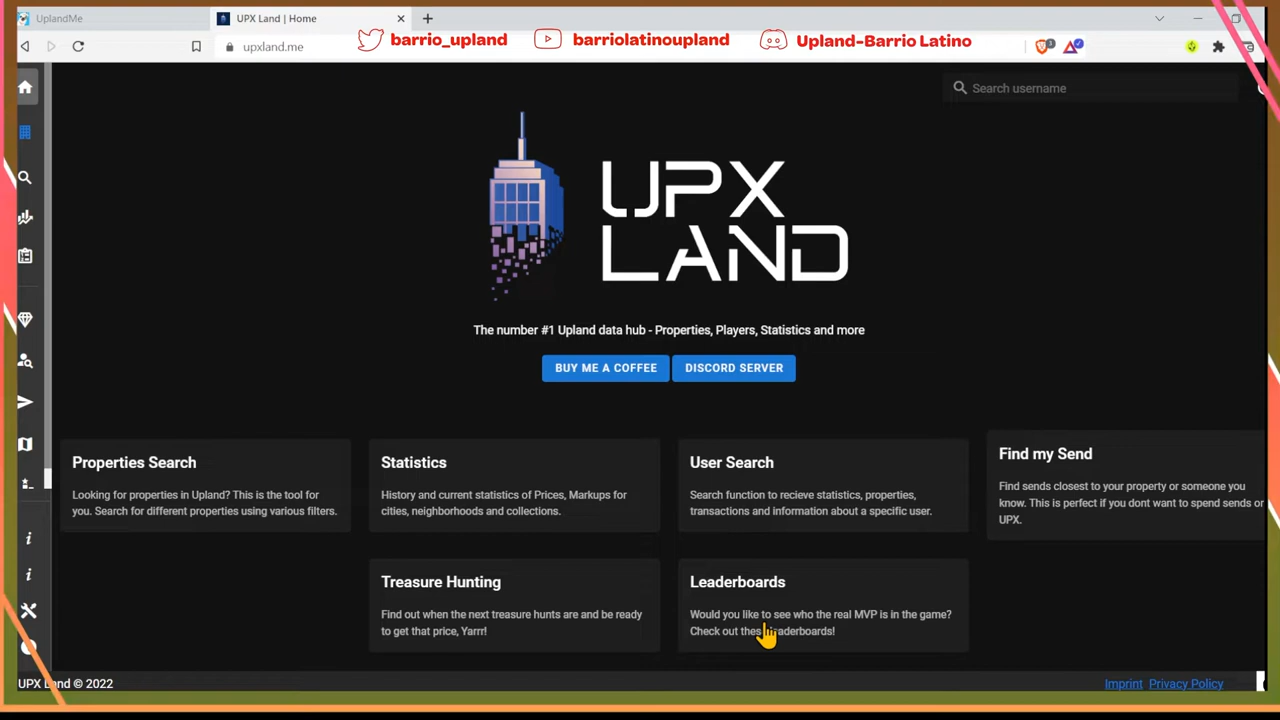 UplandMe
UPX Land | Home
upxland.me
barrio_upland
barriolatinoupland
Upland-Barrio Latino
Search username
UPX
LAND
The number #1 Upland data hub - Properties, Players, Statistics and more
BUY ME A COFFEE
DISCORD SERVER
Properties Search
Looking for properties in Upland? This is the tool for
you. Search for different properties using various filters.
Statistics
History and current statistics of Prices, Markups for
cities, neighborhoods and collections.
User Search
Search function to recieve statistics, properties,
transactions and information about a specific user.
Find my Send
Find sends closest to your property or someone you
know. This is perfect if you dont want to spend sends or
UPX.
Treasure Hunting
Find out when the next treasure hunts are and be ready
to get that price, Yarrr!
Leaderboards
Would you like to see who the real MVP is in the game?
Check out
UPX Land © 2022
Imprint
Privacy Policy